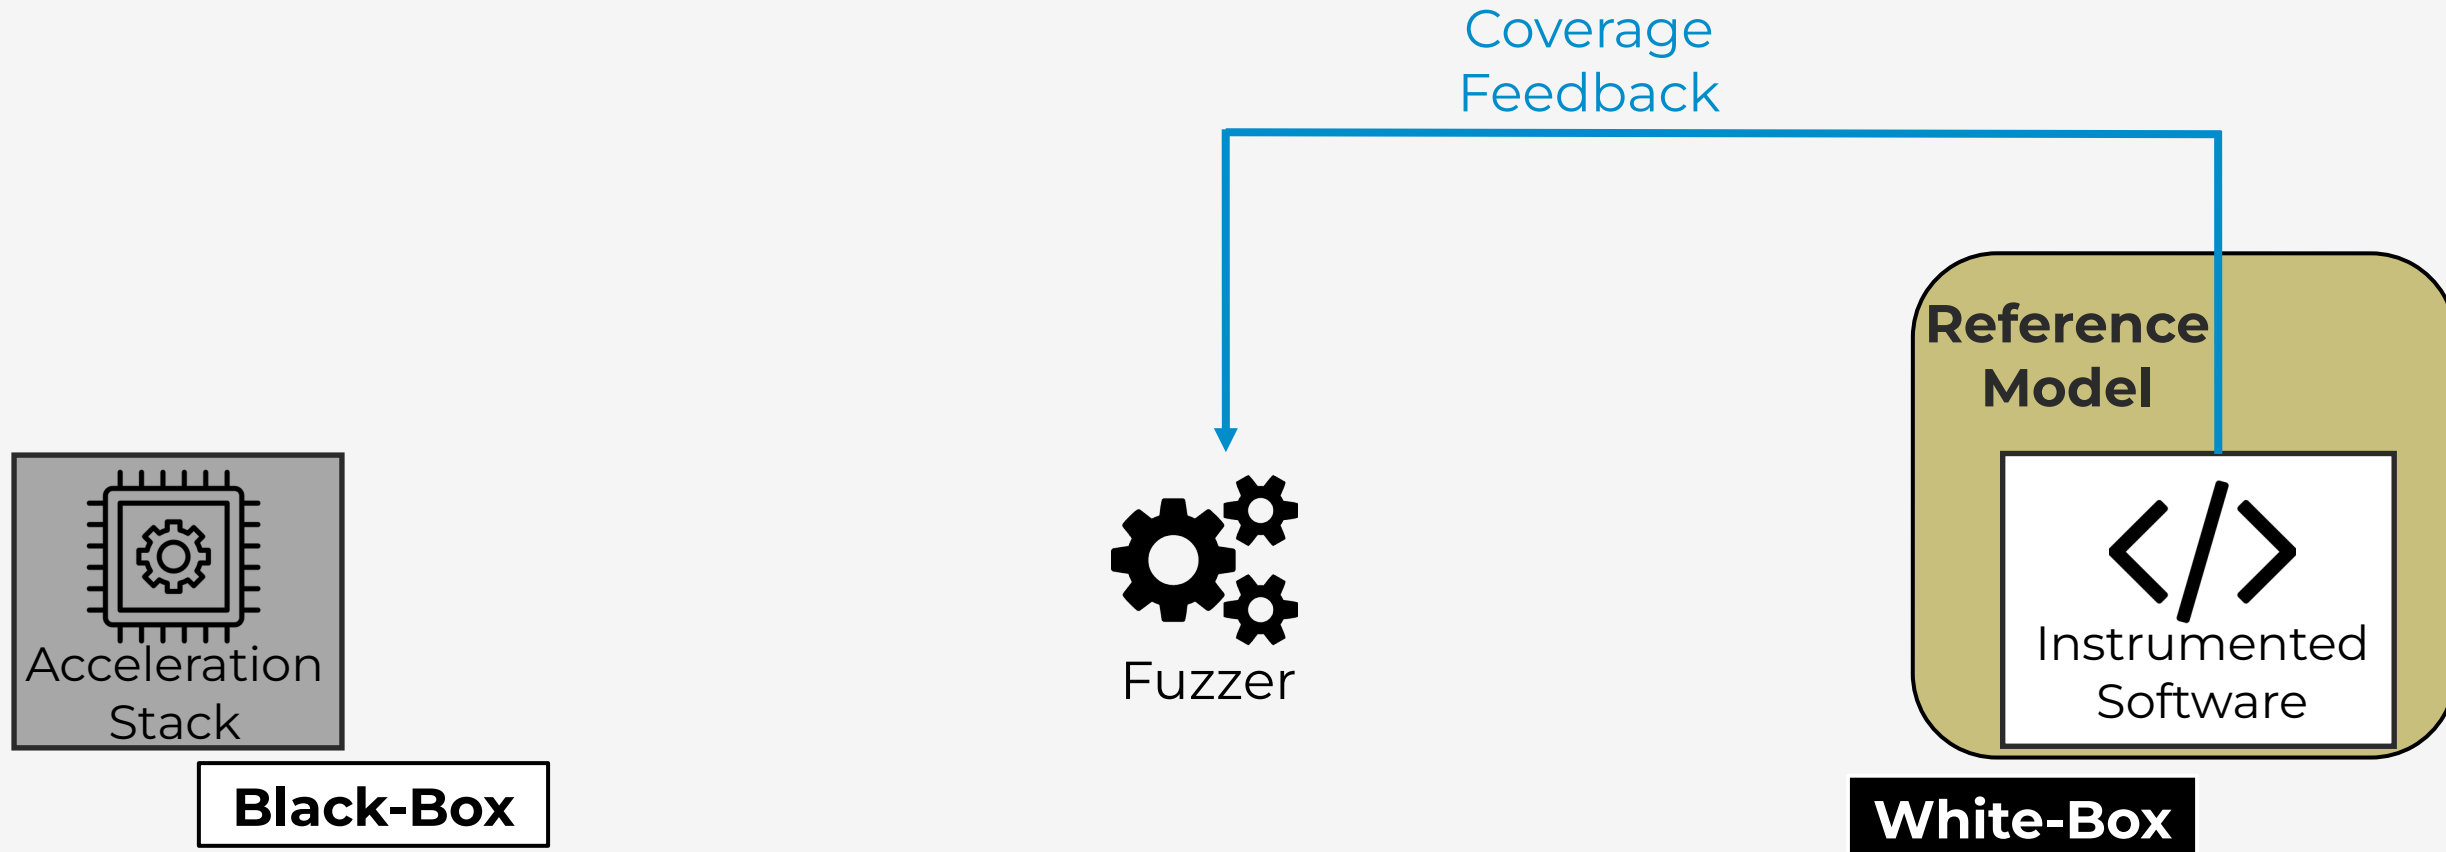 Coverage
Feedback
Reference
Model
Acceleration
Stack
Fuzzer
</>
Instrumented
Software
Black-Box
White-Box